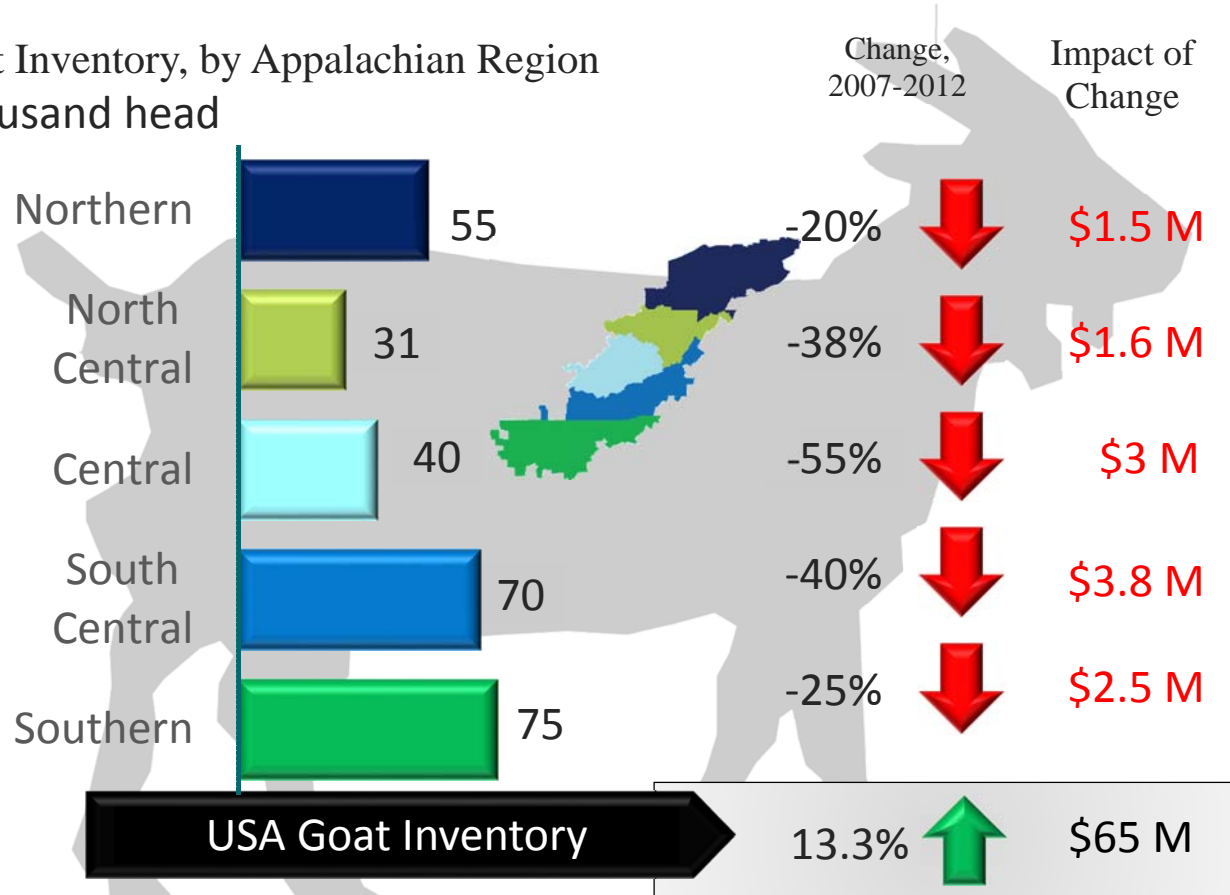 t Inventory, by Appalachian Region
usand head
Change,
2007-2012
Impact of
Change
Northern
55
-20%
$1.5 M
North
Central
31
-38%
$1.6 M
Central
40
-55%
$3 M
South
Central
70
-40%
$3.8 M
Southern
75
-25%
$2.5 M
USA Goat Inventory
13.3%
$65 M